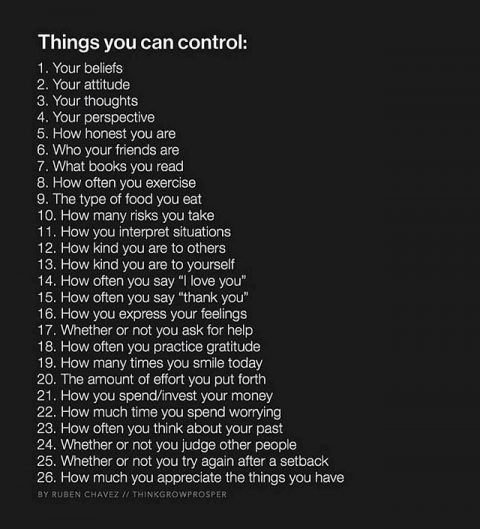 Things you can control:
1. Your beliefs
2. Your attitude
3. Your thoughts
4. Your perspective
5. How honest you are
6. Who your friends are
7. What books you read
8. How often you exercise
9. The type of food you eat
10. How many risks you take
11. How you interpret situations
12. How kind you are to others
13. How kind you are to yourself
14. How often you say “I love you”
15. How often you say “thank you”
16. How you express your feelings
17. Whether or not you ask for help
18. How often you practice gratitude
19. How many times you smile today
20. The amount of effort you put forth
21. How you spend/invest your money
22. How much time you spend worrying
23. How often you think about your past
24. Whether or not you judge other people
25. Whether or not you try again after a setback
26. How much you appreciate the things you have
BY RUBEN CHAVEZ // THINKGROWPROSPER